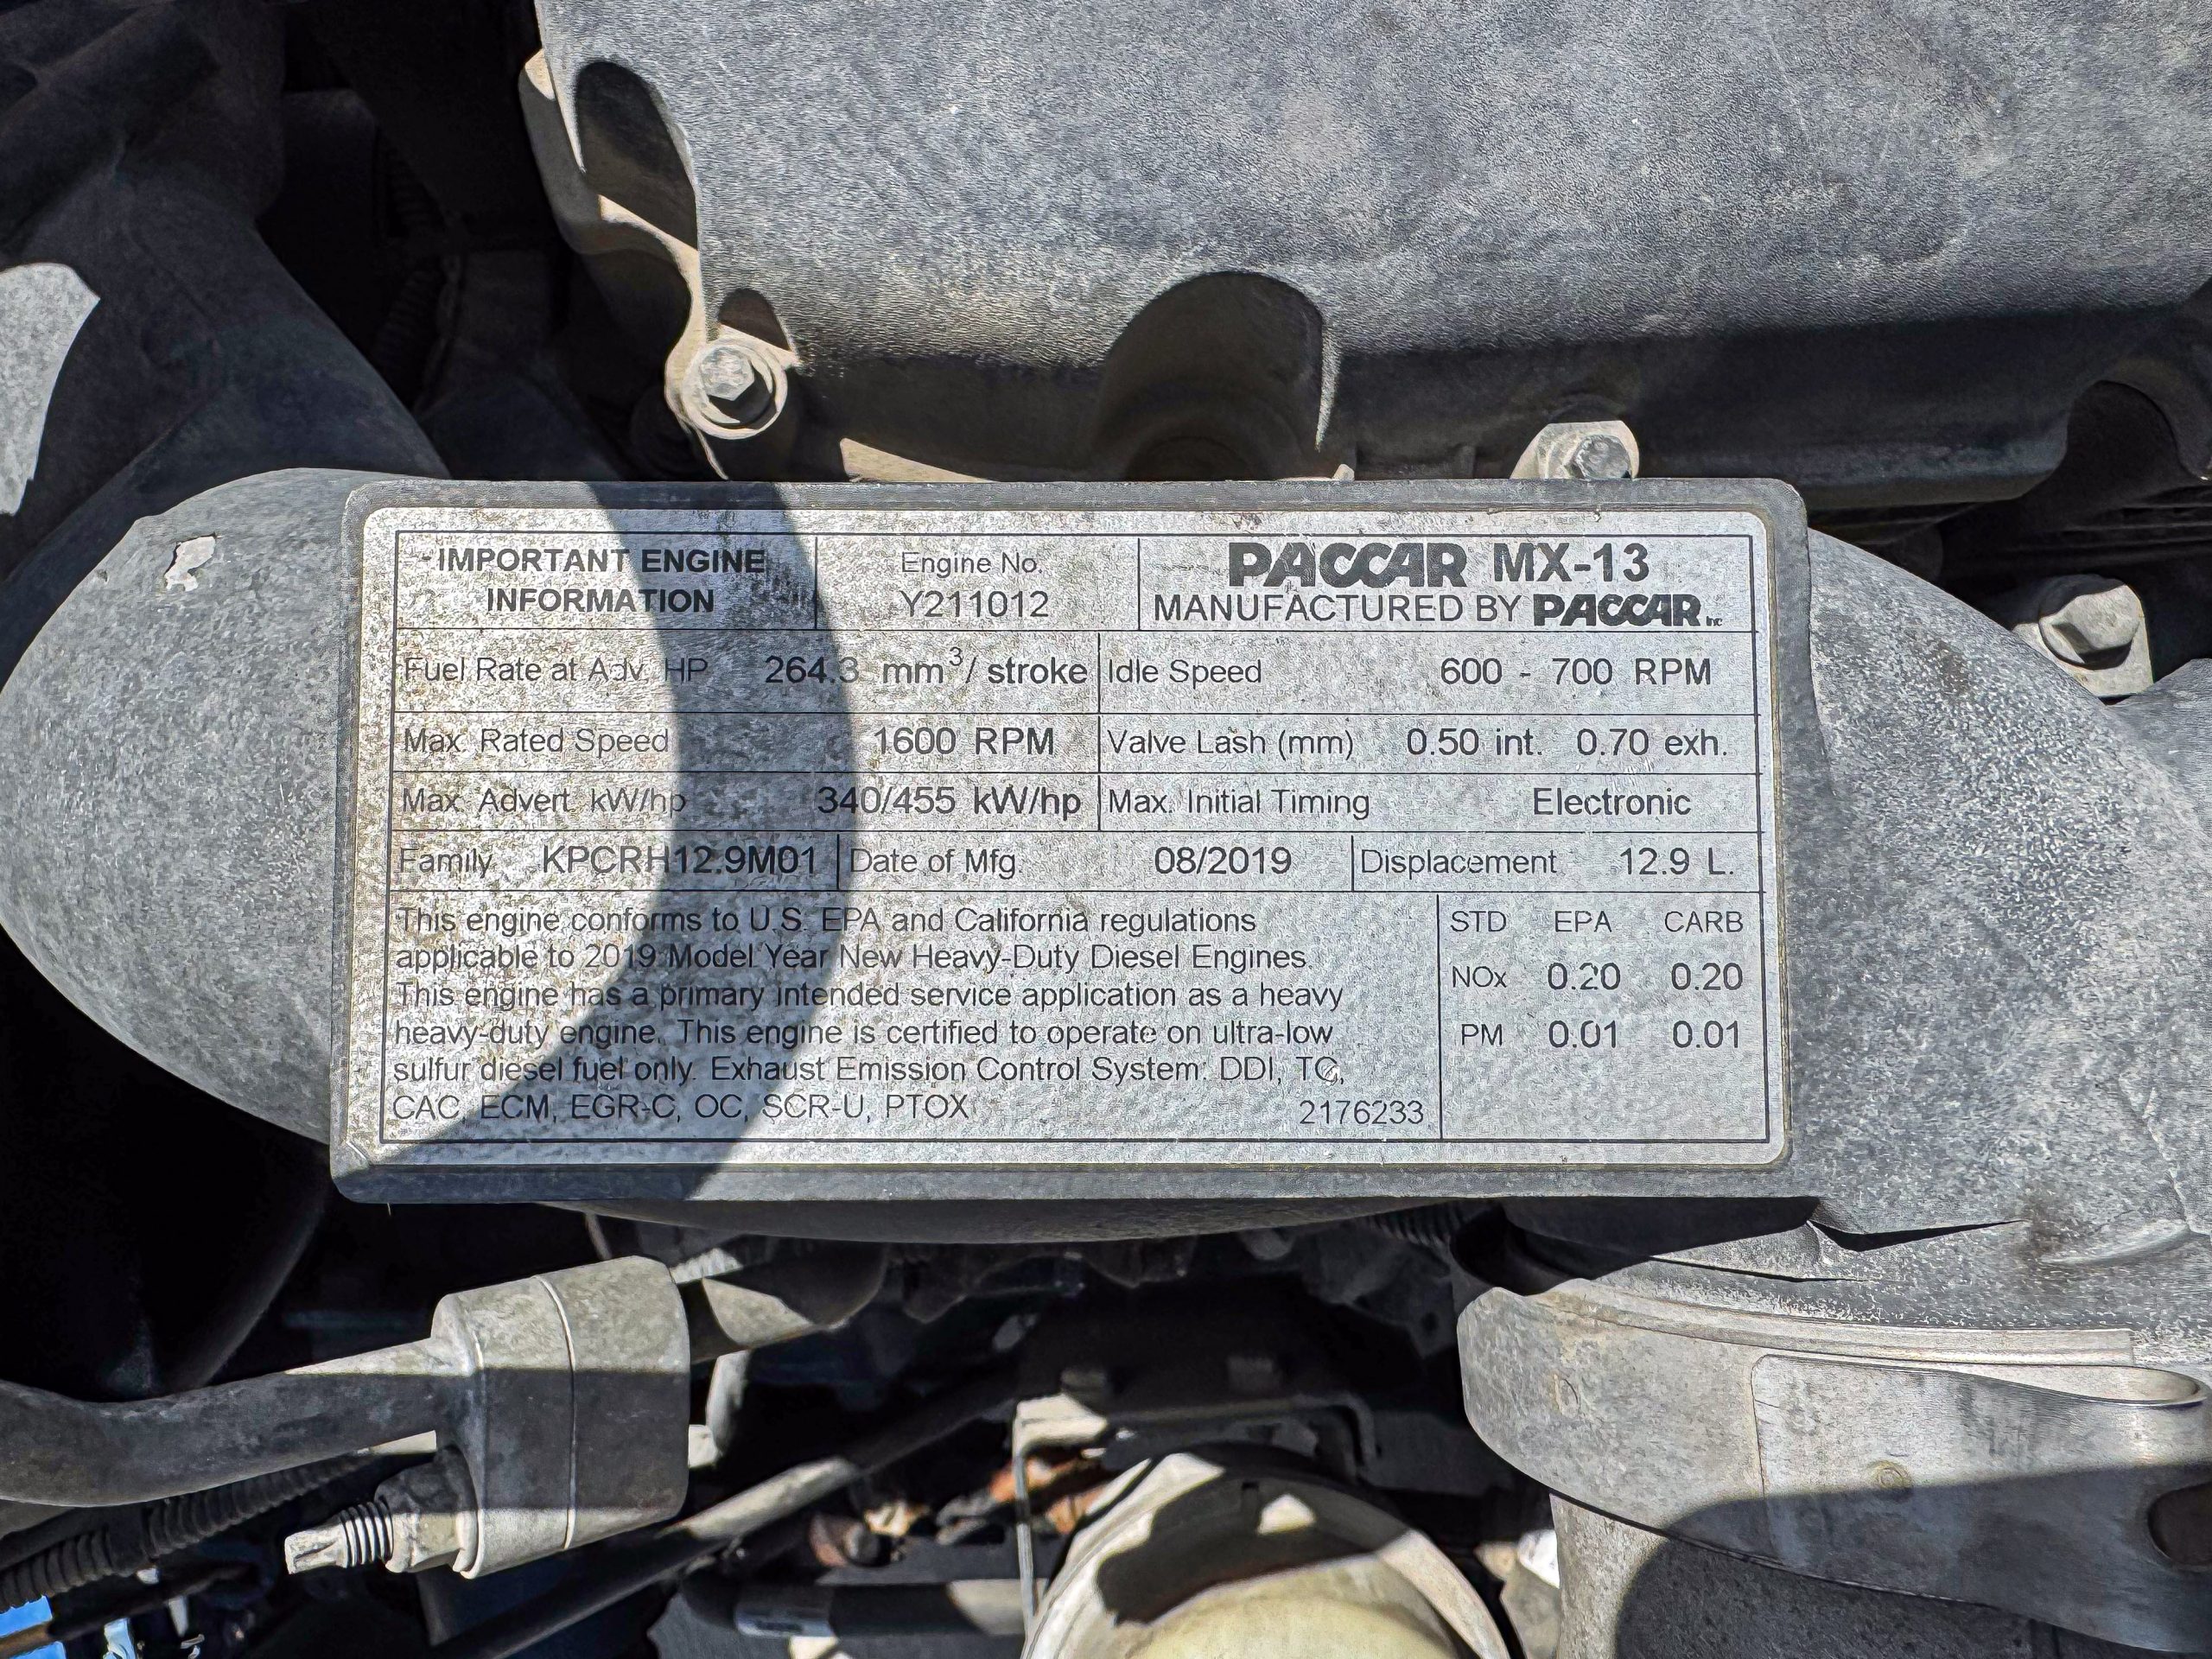 IMPORTANT ENGINE
INFORMATION
Engine No.
Y211012
PACCAR MX-13
MANUFACTURED BY PACCAR Inc
Fuel Rate at Adv. HP 264.3 mm³/ stroke
Idle Speed 600 - 700 RPM
Max. Rated Speed 1600 RPM
Valve Lash (mm) 0.50 int. 0.70 exh.
Max. Advert. kW/hp 340/455 kW/hp
Max. Initial Timing Electronic
Family KPCRH12.9M01
Date of Mfg. 08/2019
Displacement 12.9 L.
This engine conforms to U.S. EPA and California regulations
applicable to 2019 Model Year New Heavy-Duty Diesel Engines.
This engine has a primary intended service application as a heavy
heavy-duty engine. This engine is certified to operate on ultra-low
sulfur diesel fuel only. Exhaust Emission Control System: DDI, TC,
CAC, ECM, EGR-C, OC, SCR-U, PTOX 2176233
STD EPA CARB
NOx 0.20 0.20
PM 0.01 0.01